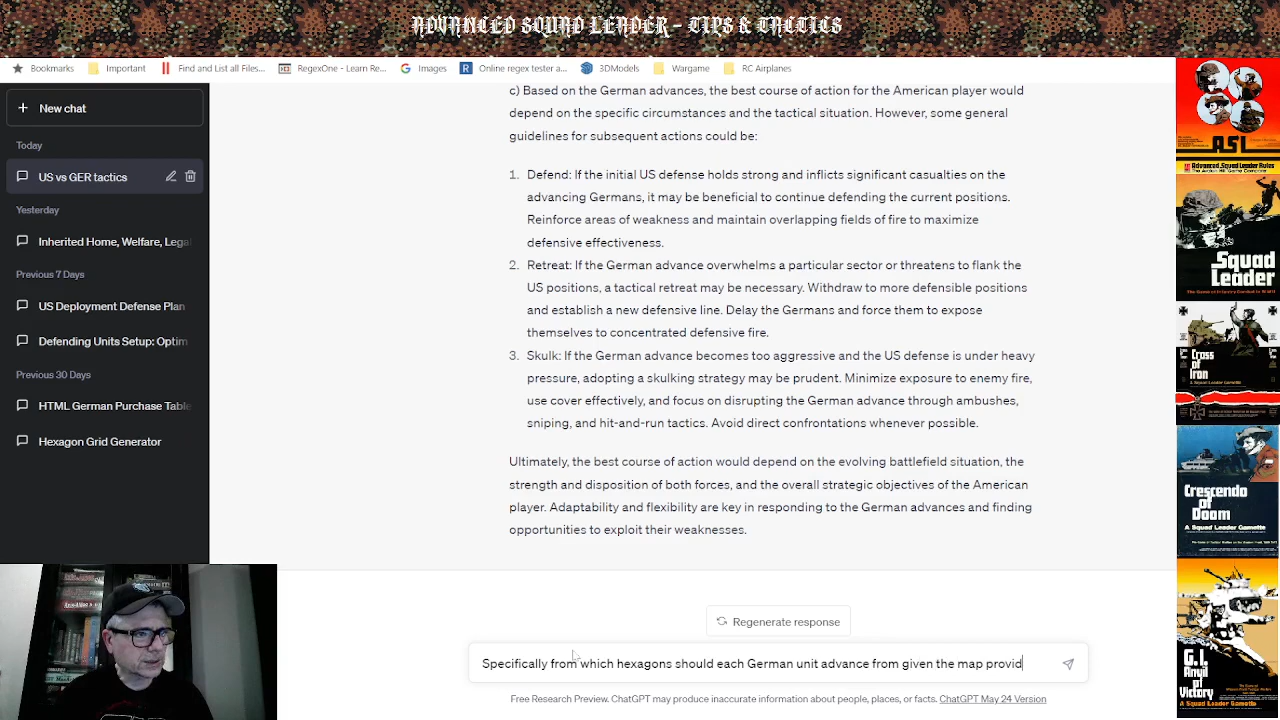 ADVANCED SQUAD LEADER - TIPS & TACTICS
Bookmarks Important Find and List all Files... RegexOne - Learn Re... Images Online regex tester a... 3DModels Wargame RC Airplanes
New chat
Today
US vs German tactics
Yesterday
Medieval Income, Welare, Legal
Previous 7 Days
US Deployment Defense Plan
Defending Units Setup: Optim
Previous 30 Days
HTML Form: Purchase Table
Hexagonal Grid Generator
c) Based on the German advances, the best course of action for the American player would
depend on the specific circumstances and the tactical situation. However, some general
guidelines for subsequent actions could be:
1. Defend: If the initial US defense holds strong and inflicts significant casualties on the
advancing Germans, it may be beneficial to continue defending the current positions.
Reinforce areas of weakness and maintain overlapping fields of fire to maximize
defensive effectiveness.
2. Retreat: If the German advance overwhelms a particular sector or threatens to flank the
US positions, a tactical retreat may be necessary. Withdraw to more defensible positions
and establish a new defensive line. Delay the Germans and force them to expose
themselves to concentrated defensive fire.
3. Skulk: If the German advance becomes too aggressive and the US defense is under heavy
pressure, adopting a skulking strategy may be prudent. Minimize exposure to enemy fire,
use cover effectively, and focus on disrupting the German advance through ambushes,
flanking maneuvers, or hit-and-run tactics. Avoid direct confrontations whenever possible.
Ultimately, the best course of action would depend on the evolving battlefield situation, the
strength and disposition of both forces, and the overall strategic objectives of the American
player. Adaptability and flexibility are key in responding to the German advances and finding
opportunities to exploit their weaknesses.
Regenerate response
Specifically from which hexagons should each German unit advance from given the map provid
Free Research Preview. ChatGPT may produce inaccurate information about people, places, or facts. ChatGPT May 24 Version
ASL
Advanced Squad Leader Rules
The Avalon Hill Game Company
Squad
Leader
The Game of Infantry Combat in WWII
Cross
of
Iron
A Squad Leader Gamette
Crescendo
of
Doom
A Squad Leader Gamette
G.I.
Anvil
of
Victory
A Squad Leader Gamette